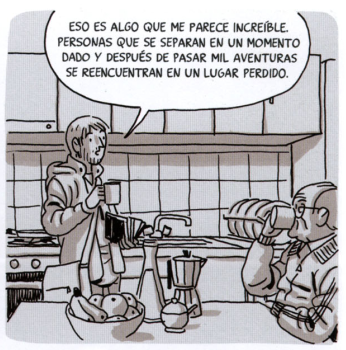 ESO ES ALGO QUE ME PARECE INCREÍBLE.
PERSONAS QUE SE SEPARAN EN UN MOMENTO
DADO Y DESPUÉS DE PASAR MIL AVENTURAS
SE REENCUENTRAN EN UN LUGAR PERDIDO.